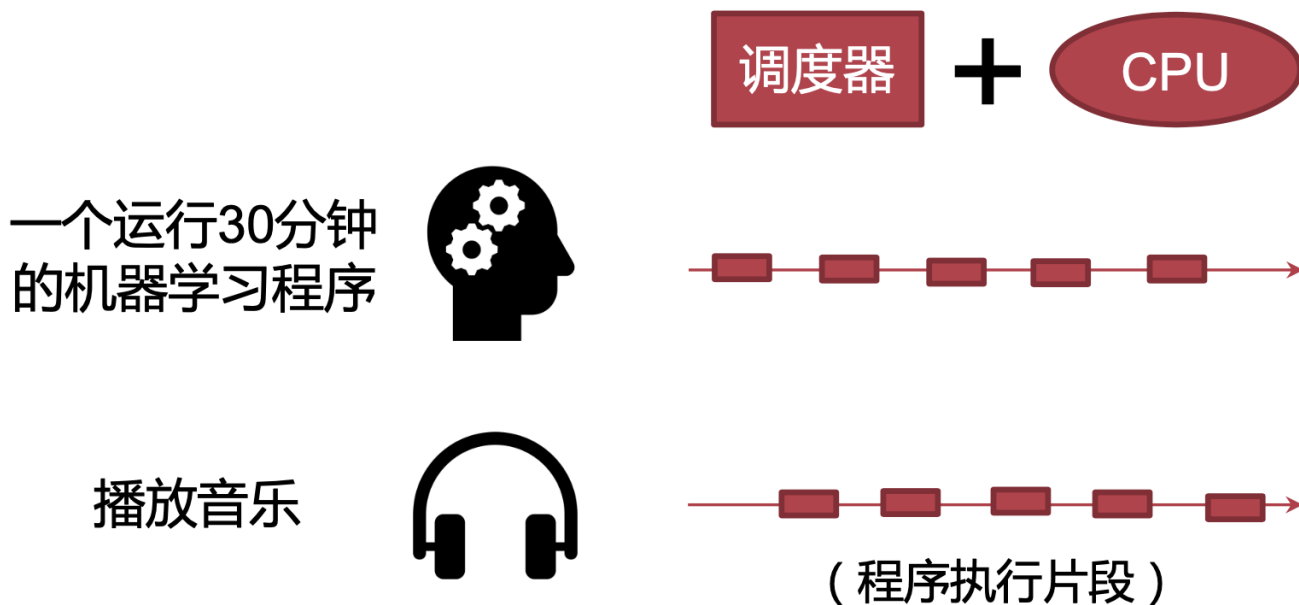 调度器
+
CPU
一个运行30分钟
的机器学习程序
播放音乐
（程序执行片段）